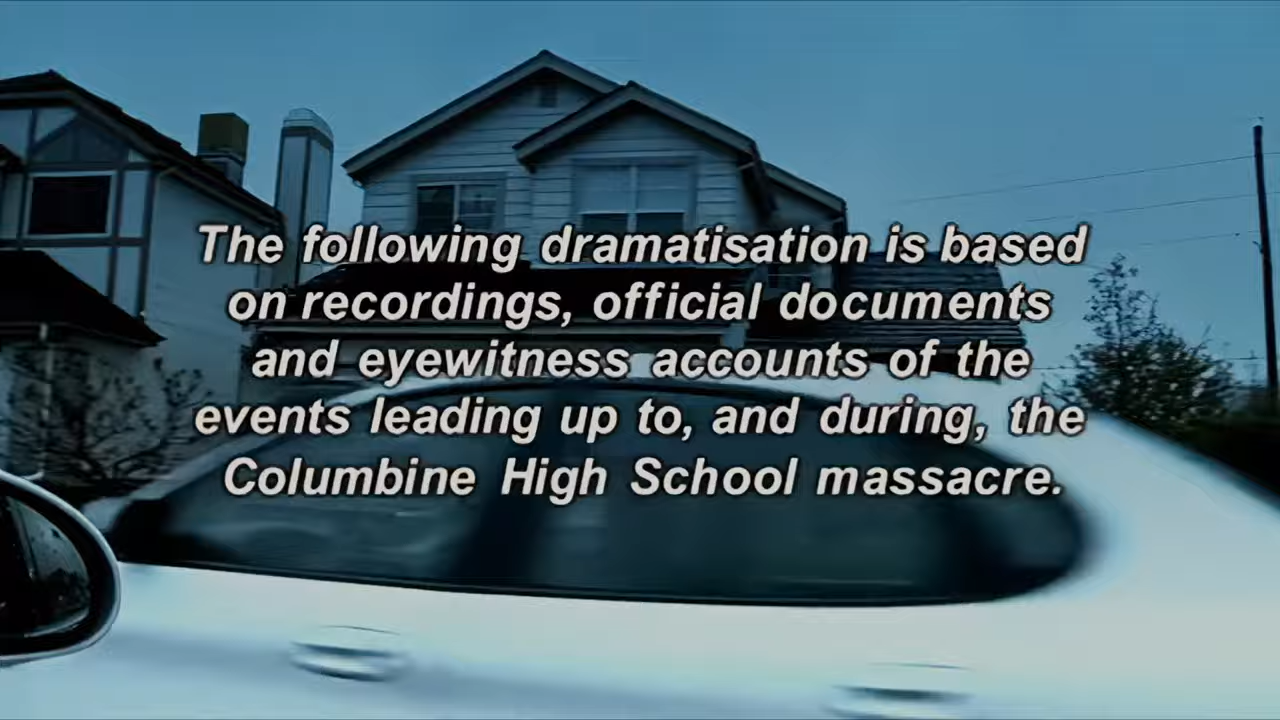 The following dramatisation is based
on recordings, official documents
and eyewitness accounts of the
events leading up to, and during, the
Columbine High School massacre.